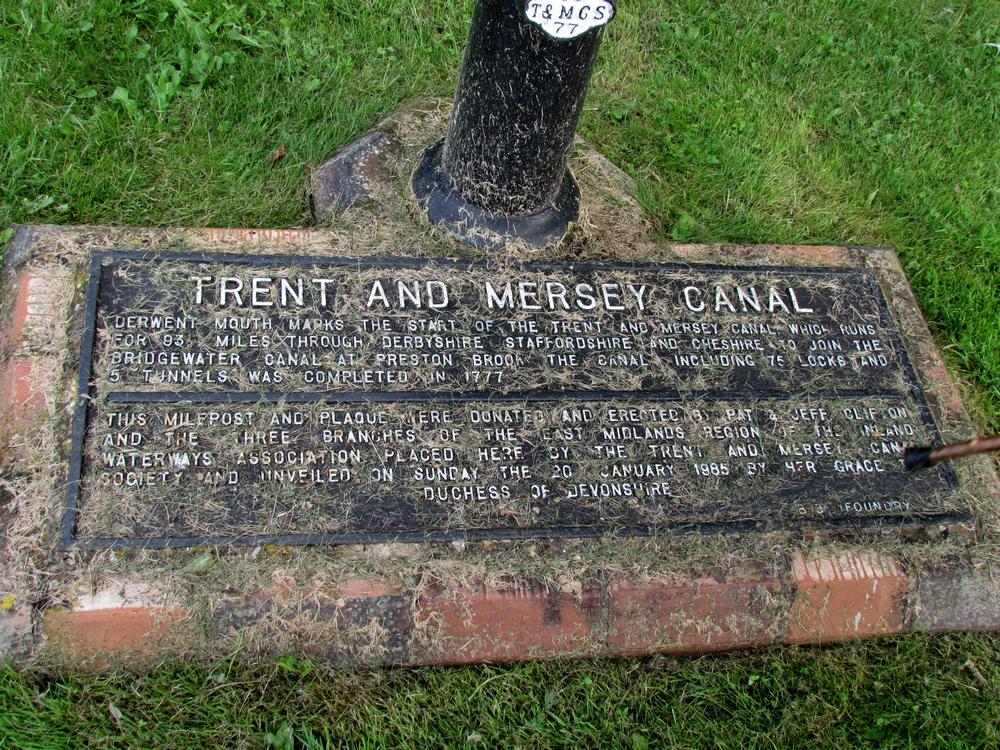 T&MCS
77
TRENT AND MERSEY CANAL
DERWENT MOUTH MARKS THE START OF THE TRENT AND MERSEY CANAL WHICH RUNS
FOR 93 MILES THROUGH DERBYSHIRE STAFFORDSHIRE AND CHESHIRE TO JOIN THE
BRIDGEWATER CANAL AT PRESTON BROOK THE CANAL INCLUDING 75 LOCKS AND
5 TUNNELS WAS COMPLETED IN 1777
THIS MILEPOST AND PLAQUE WERE DONATED AND ERECTED BY PAT & JEFF CLIFTON
AND THE THREE BRANCHES OF THE EAST MIDLANDS REGION OF THE INLAND
WATERWAYS ASSOCIATION PLACED HERE BY THE TRENT AND MERSEY CANAL
SOCIETY AND UNVEILED ON SUNDAY THE 20 JANUARY 1985 BY HER GRACE
DUCHESS OF DEVONSHIRE
FOUNDRY